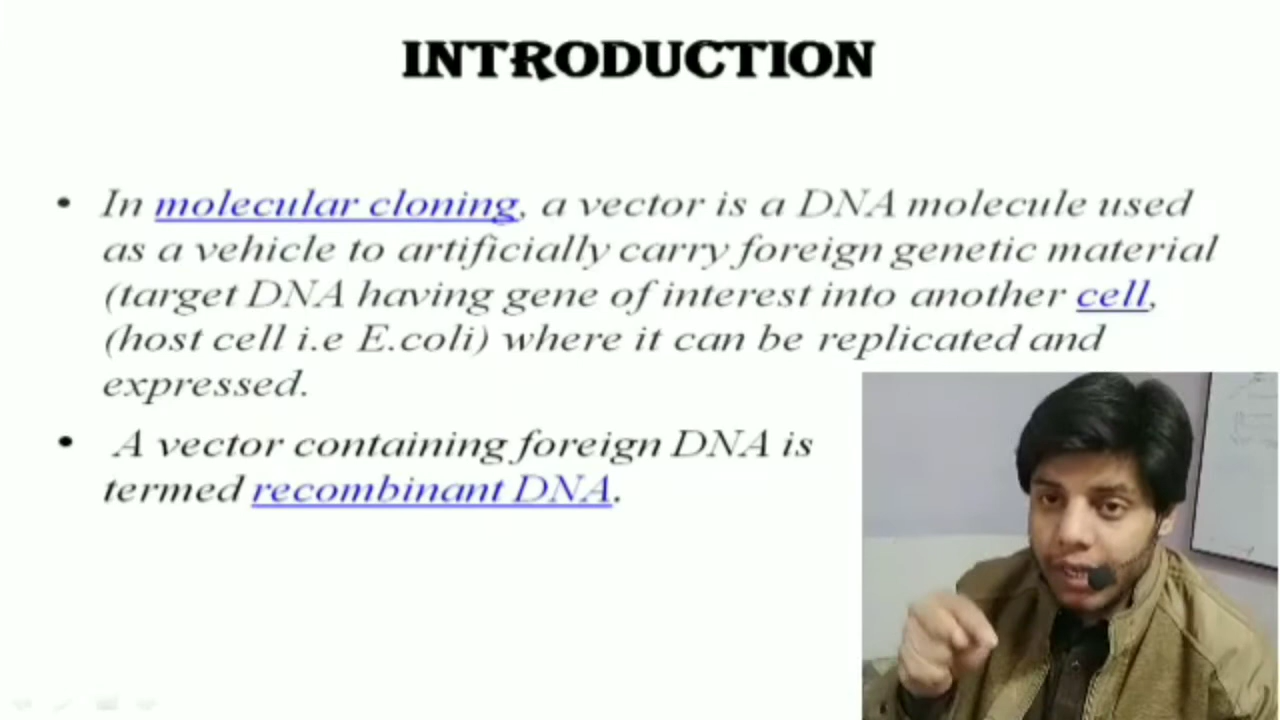 INTRODUCTION
• In molecular cloning, a vector is a DNA molecule used
as a vehicle to artificially carry foreign genetic material
(target DNA having gene of interest into another cell,
(host cell i.e E.coli) where it can be replicated and
expressed.
• A vector containing foreign DNA is
termed recombinant DNA.